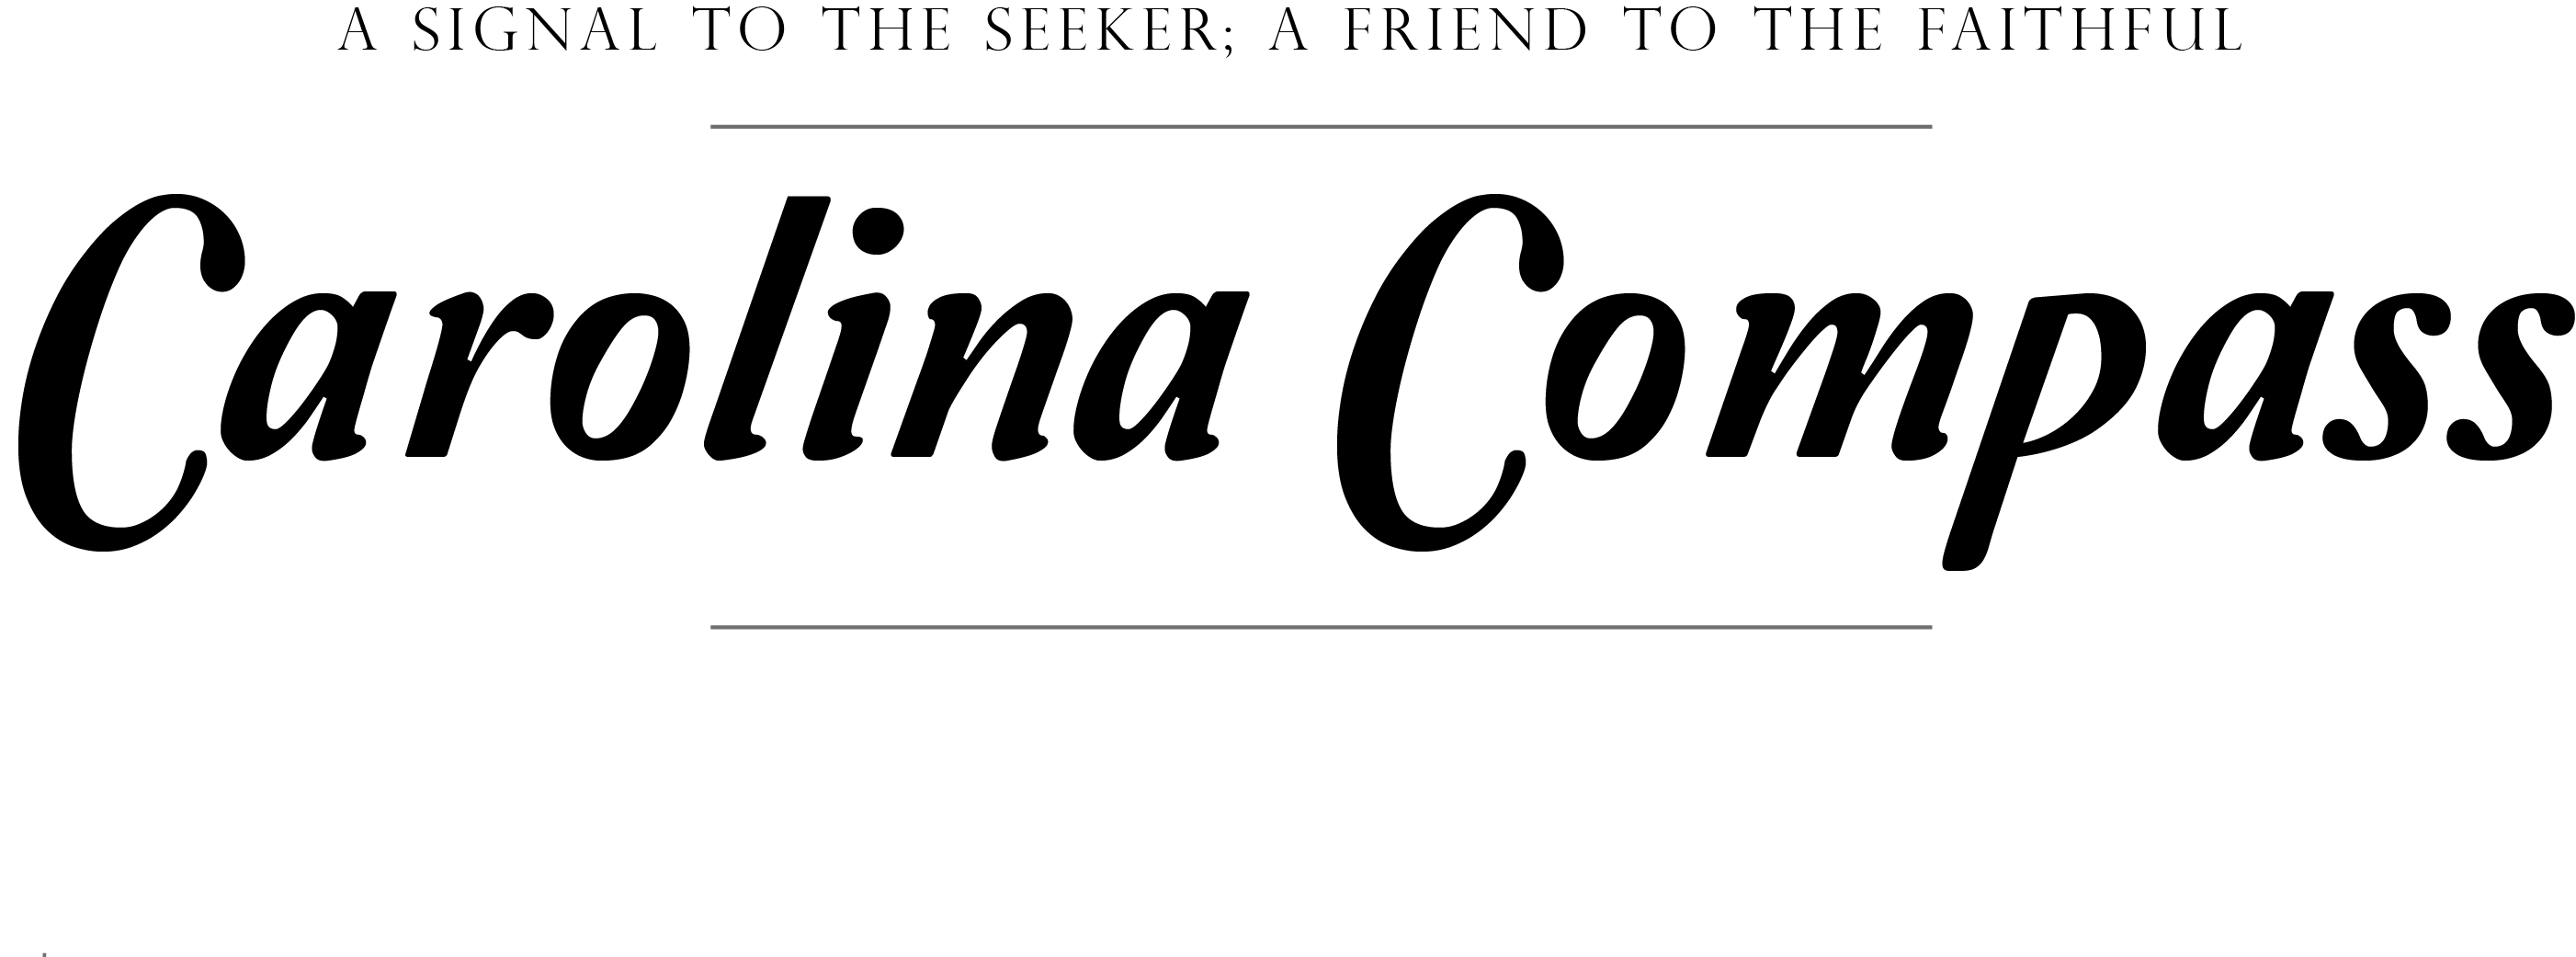 A SIGNAL TO THE SEEKER; A FRIEND TO THE FAITHFUL
Carolina Compass